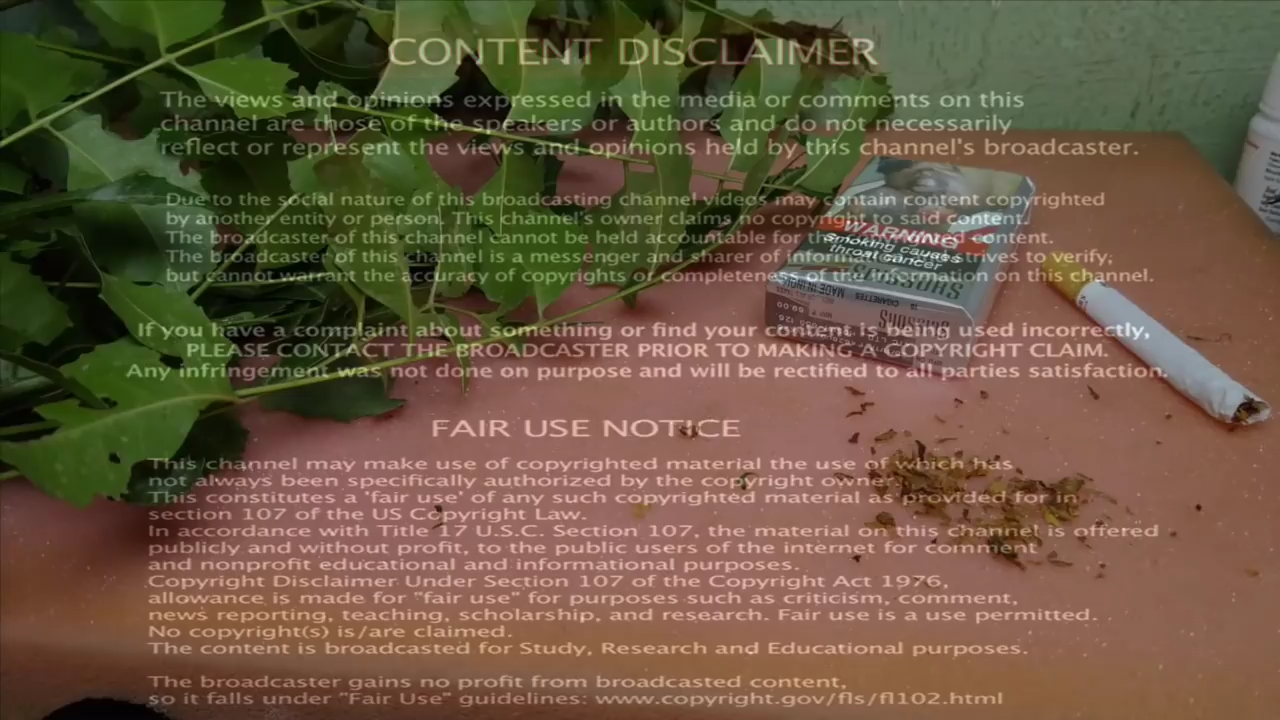 CONTENT DISCLAIMER
The views and opinions expressed in the media or comments on this
channel are those of the speakers or authors and do not necessarily
reflect or represent the views and opinions held by this channel's broadcaster.
Due to the social nature of this broadcasting channel videos may contain content copyrighted
by another entity or person. This channels owner claims no copyright to said content.
The broadcaster of this channel cannot be held accountable for the content.
The broadcaster of this channel is a messenger and sharer of information strives to verify,
but cannot warrant the accuracy of copyrights or completeness of the information on this channel.
If you have a complaint about something or find your content is being used incorrectly,
PLEASE CONTACT THE BROADCASTER PRIOR TO MAKING A COPYRIGHT CLAIM.
Any infringement was not done on purpose and will be rectified to all parties satisfaction.
FAIR USE NOTICE
This channel may make use of copyrighted material the use of which has
not always been specifically authorized by the copyright owner.
This constitutes a 'fair use' of any such copyrighted material as provided for in
section 107 of the US Copyright Law.
In accordance with Title 17 U.S.C. Section 107, the material on this channel is offered
publicly and without profit, to the public users of the internet for comment
and nonprofit educational and informational purposes.
Copyright Disclaimer Under Section 107 of the Copyright Act 1976,
allowance is made for "fair use" for purposes such as criticism, comment,
news reporting, teaching, scholarship, and research. Fair use is a use permitted.
No copyright(s) is/are claimed.
The content is broadcasted for Study, Research and Educational purposes.
The broadcaster gains no profit from broadcasted content,
so it falls under "Fair Use" guidelines: www.copyright.gov/fls/fl102.html
WARNING
Smoking causes
throat cancer
CIGARETTES
MADE IN INDIA